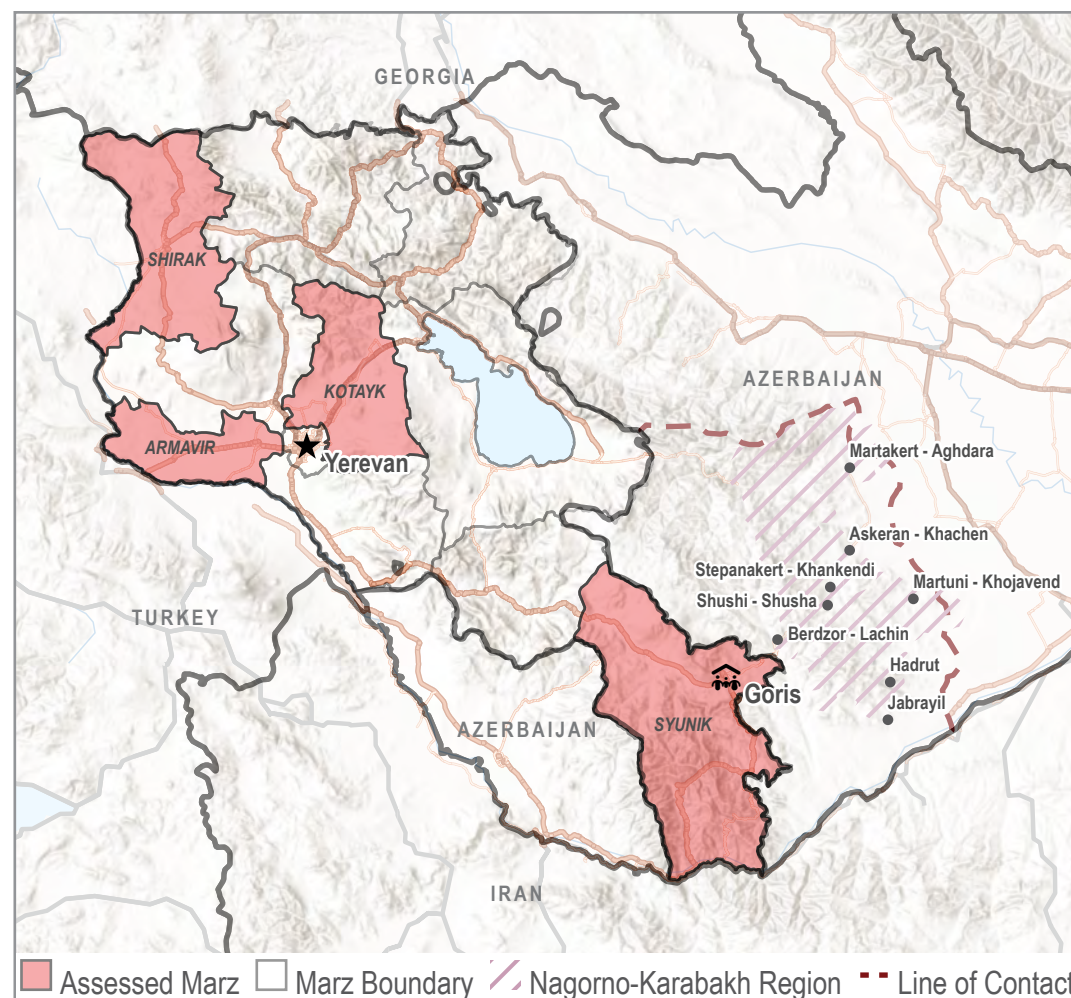 GEORGIA
SHIRAK
KOTAYK
AZERBAIJAN
ARMAVIR
Yerevan
Martakert - Aghdara
Askeran - Khachen
Stepanakert - Khankendi
Martuni - Khojavend
Shushi - Shusha
TURKEY
Berdzor - Lachin
Hadrut
Goris
Jabrayil
SYUNIK
AZERBAIJAN
IRAN
Assessed Marz Marz Boundary Nagorno-Karabakh Region Line of Contact